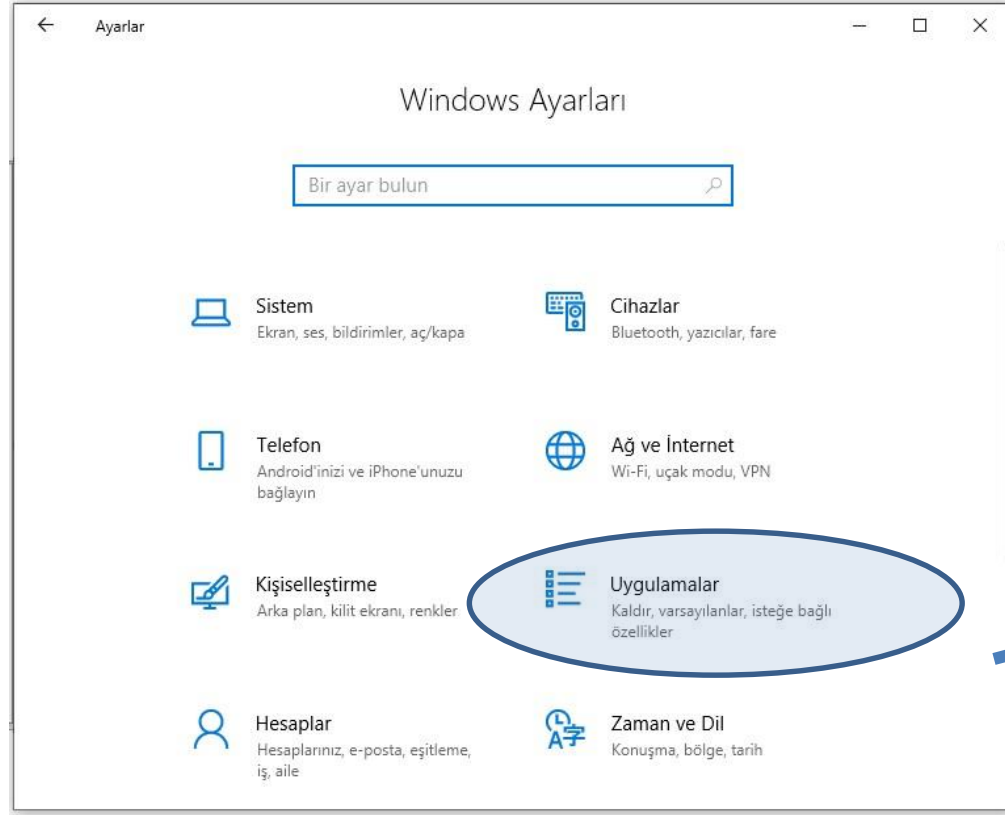 Ayarlar
Windows Ayarları
Bir ayar bulun
Sistem
Ekran, ses, bildirimler, aç/kapa
Cihazlar
Bluetooth, yazıcılar, fare
Telefon
Android'inizi ve iPhone'unuzu
bağlayın
Ağ ve İnternet
Wi-Fi, uçak modu, VPN
Kişiselleştirme
Arka plan, kilit ekranı, renkler
Uygulamalar
Kaldır, varsayılanlar, isteğe bağlı
özellikler
Hesaplar
Hesaplarınız, e-posta, eşitleme,
iş, aile
Zaman ve Dil
Konuşma, bölge, tarih